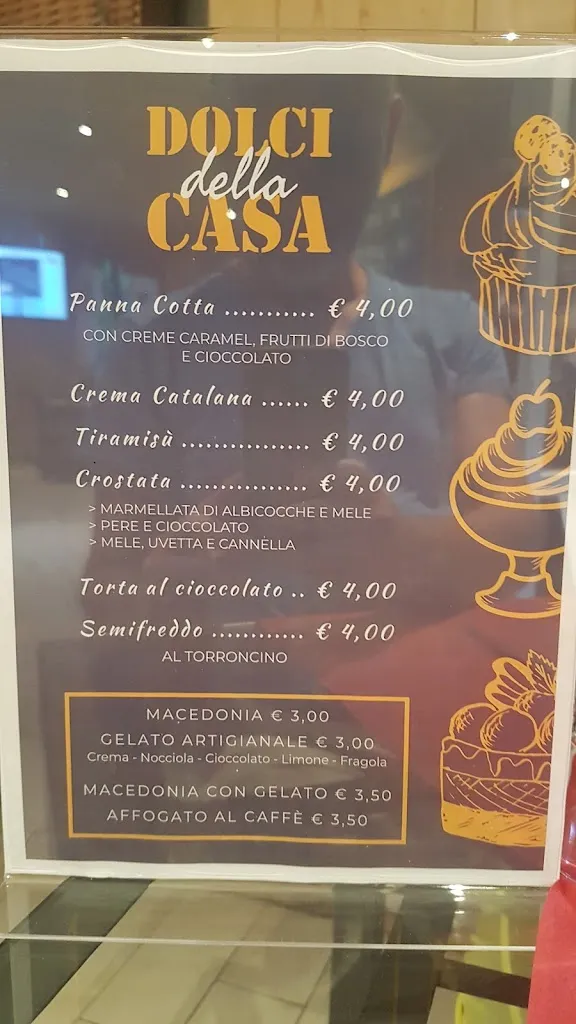 DOLCI
della
CASA
Panna Cotta ........... € 4,00
CON CREME CARAMEL, FRUTTI DI BOSCO
E CIOCCOLATO
Crema Catalana ...... € 4,00
Tiramisù ................ € 4,00
Crostata ................ € 4,00
> MARMELLATA DI ALBICOCCHE E MELE
> PERE E CIOCCOLATO
> MELE, UVETTA E CANNELLA
Torta al cioccolato .. € 4,00
Semifreddo ............ € 4,00
AL TORRONCINO
MACEDONIA € 3,00
GELATO ARTIGIANALE € 3,00
Crema - Nocciola - Cioccolato - Limone - Fragola
MACEDONIA CON GELATO € 3,50
AFFOGATO AL CAFFÈ € 3,50